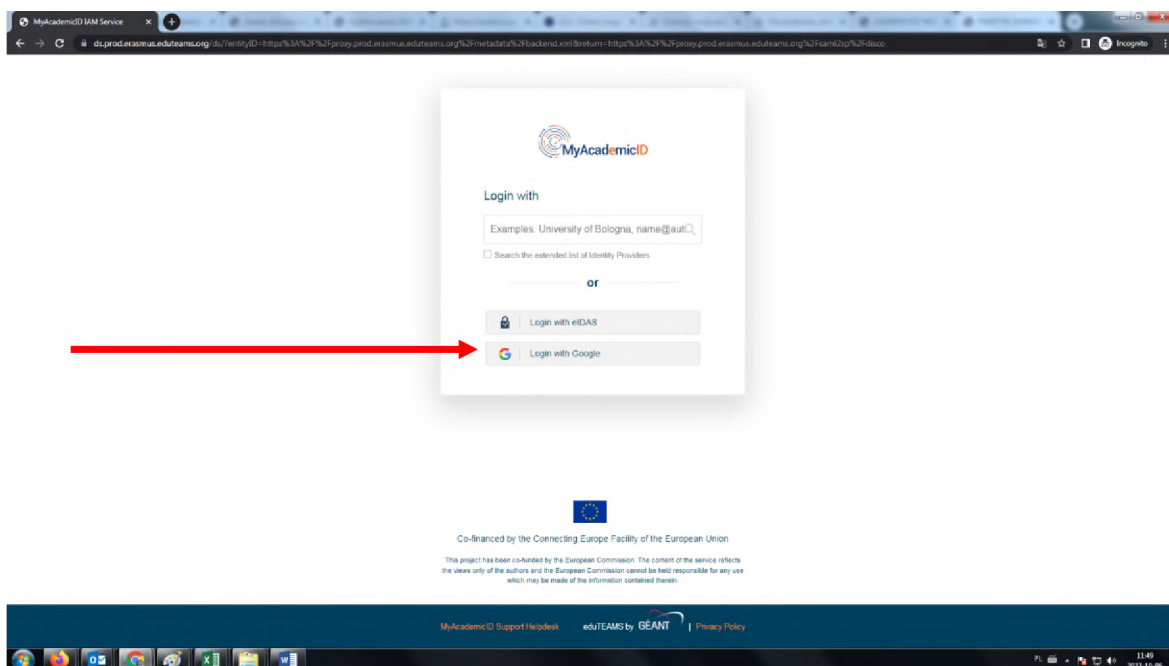 MyAcademicID IAM Service
ds.prod.erasmus.eduteams.org/ds/?entityID=https%3A%2F%2Fproxy.prod.erasmus.eduteams.org%2Fmetadata%2Fbackend.xml&return=https%3A%2F%2Fproxy.prod.erasmus.eduteams.org%2Fsaml2sp%2Fdisco
Incognito
MyAcademicID
Login with
Examples: University of Bologna, name@aut
Search the extended list of Identity Providers
or
Login with eIDAS
Login with Google
Co-financed by the Connecting Europe Facility of the European Union
This project has been co-funded by the European Commission. The content of the service reflects
the views only of the authors and the European Commission cannot be held responsible for any use
which may be made of the information contained therein.
MyAcademicID Support Helpdesk eduTEAMS by GÉANT | Privacy Policy
PL 11:49